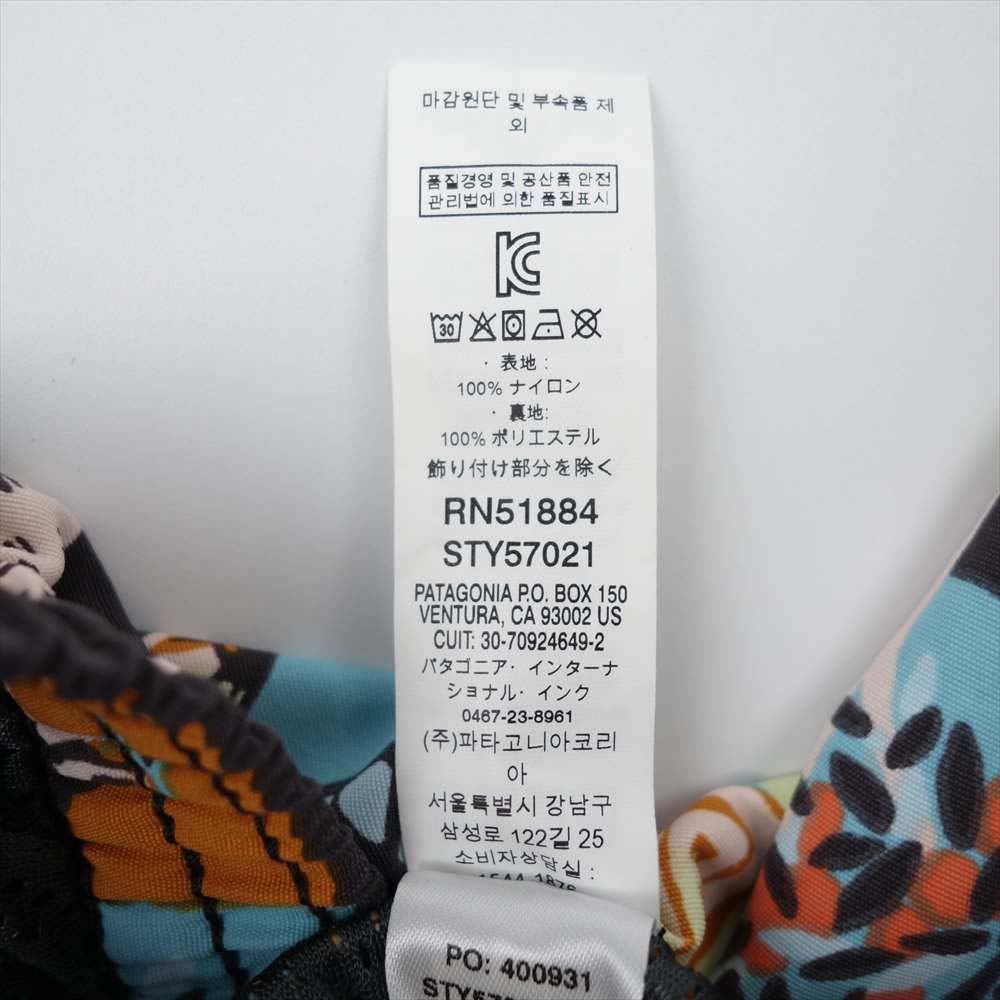 마감원단 및 부속품 제
외
품질경영 및 공산품 안전
관리법에 의한 품질표시
30
・表地:
100% ナイロン
・裏地:
100% ポリエステル
飾り付け部分を除く
RN51884
STY57021
PATAGONIA P.O. BOX 150
VENTURA, CA 93002 US
CUIT: 30-70924649-2
パタゴニア・インターナ
ショナル・インク
0467-23-8961
(주)파타고니아코리
아
서울특별시 강남구
삼성로 122길 25
소비자상담실 :
PO: 400931